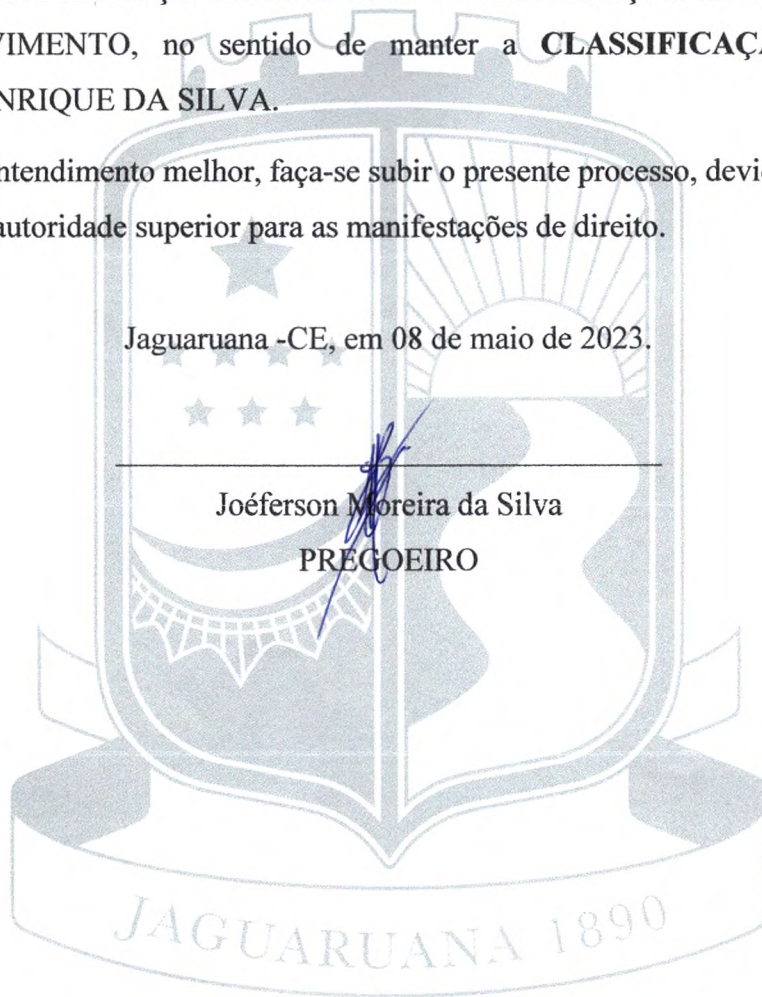 VIMENTO, no sentido de manter a CLASSIFICAÇA
NRIQUE DA SILVA.
ntendimento melhor, faça-se subir o presente processo, devi
autoridade superior para as manifestações de direito.
Jaguaruana -CE, em 08 de maio de 2023.
Joéferson Moreira da Silva
PREGOEIRO
JAGUARUANA 1890